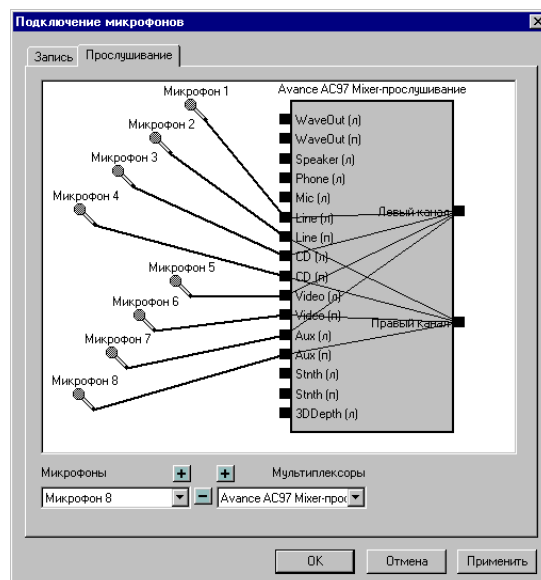 Подключение микрофонов
Запись Прослушивание
Микрофон 1
Avance AC97 Mixer-прослушивание
Микрофон 2
Микрофон 3
Микрофон 4
Микрофон 5
Микрофон 6
Микрофон 7
Микрофон 8
WaveOut (л)
WaveOut (п)
Speaker (л)
Phone (л)
Mic (л)
Line (л)
Line (п)
CD (л)
CD (п)
Video (л)
Video (п)
Aux (л)
Aux (п)
Stnth (л)
Stnth (п)
3DDepth (л)
Левый канал
Правый канал
Микрофоны + + Мультиплексоры
Микрофон 8 − Avance AC97 Mixer-прос
OK Отмена Применить